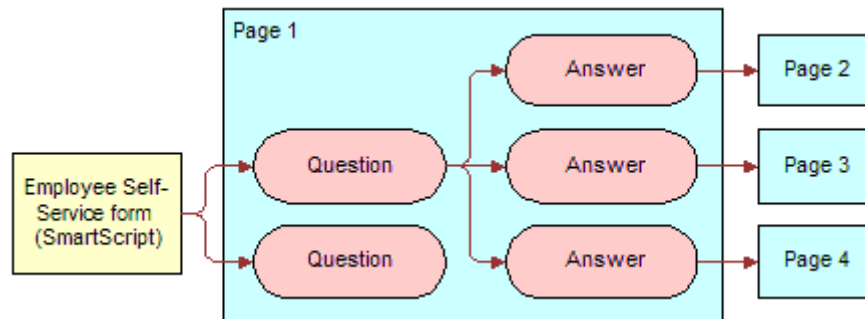 Page 1
Answer
Page 2
Question
Answer
Page 3
Employee Self-
Service form
(SmartScript)
Question
Answer
Page 4